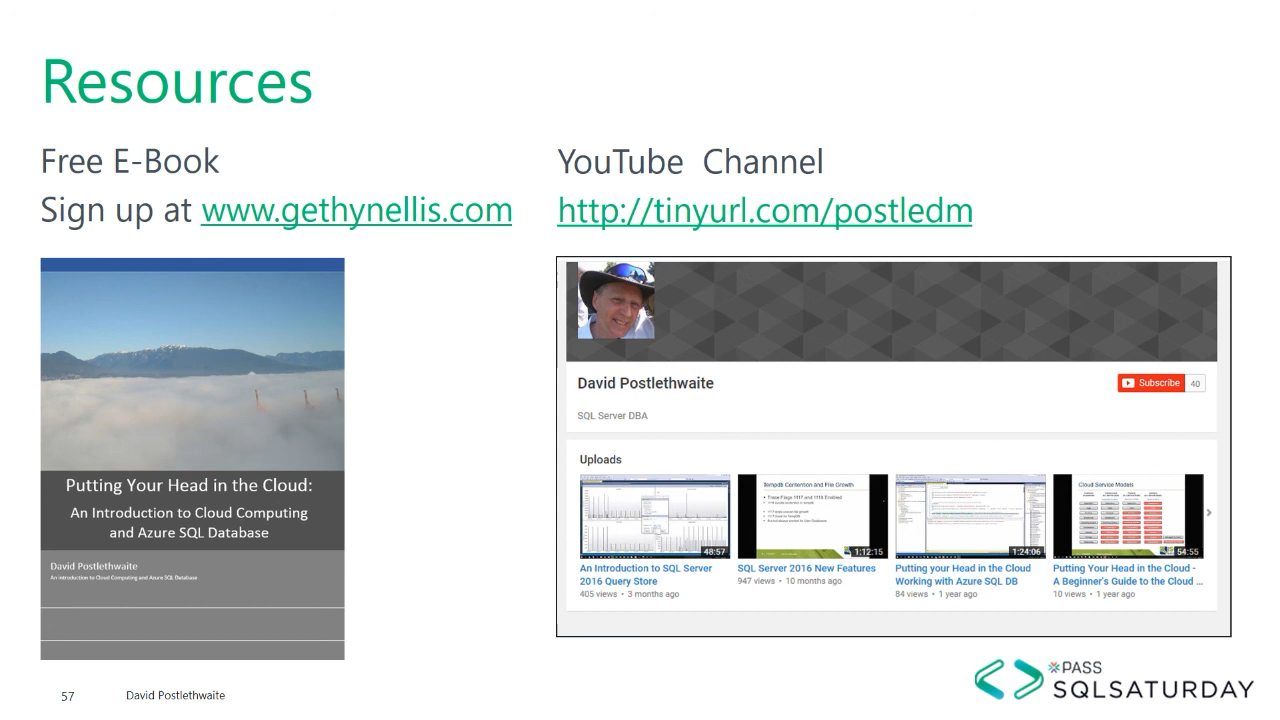 Resources
Free E-Book
Sign up at www.gethynellis.com
YouTube Channel
http://tinyurl.com/postledm
Putting Your Head in the Cloud:
An Introduction to Cloud Computing
and Azure SQL Database
David Postlethwaite
An introduction to Cloud Computing and Azure SQL Database
David Postlethwaite
Subscribe 40
SQL Server DBA
Uploads
48:57
An Introduction to SQL Server
2016 Query Store
405 views • 3 months ago
Tempdb Contention and File Growth
1:12:15
SQL Server 2016 New Features
947 views • 10 months ago
1:24:06
Putting your Head in the Cloud
Working with Azure SQL DB
84 views • 1 year ago
Cloud Service Models
54:55
Putting Your Head in the Cloud -
A Beginner's Guide to the Cloud ...
10 views • 1 year ago
57
David Postlethwaite
PASS
SQLSATURDAY